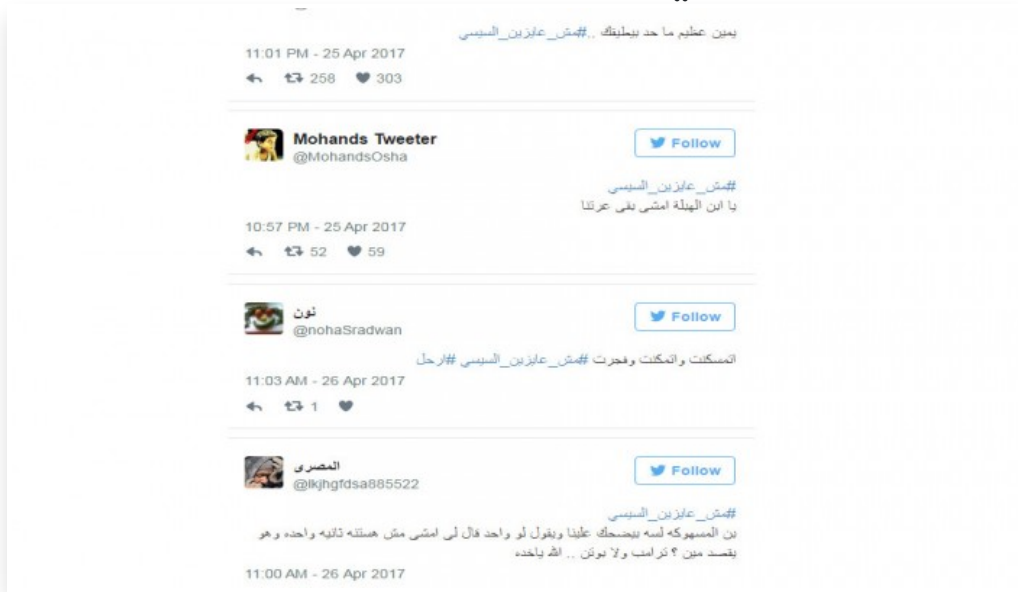 يمين عظيم ما حد بيطيقك ..#مش_عايزين_السيسي
11:01 PM - 25 Apr 2017
258 303
Mohands Tweeter
@MohandsOsha
Follow
#مش_عايزين_السيسي
يا ابن الهبلة امشى بقى عرتنا
10:57 PM - 25 Apr 2017
52 59
نون
@nohaSradwan
Follow
اتمسكنت واتمكنت وفجرت #مش_عايزين_السيسي #ارحل
11:03 AM - 26 Apr 2017
1
المصرى
@lkjhgfdsa885522
Follow
#مش_عايزين_السيسي
بن المسهوكه لسه بيضحك علينا ويقول لو واحد قال لى امشى مش هستنه ثانيه واحده وهو
يقصد مين ؟ ترامب ولا بوتن .. الله ياخده
11:00 AM - 26 Apr 2017